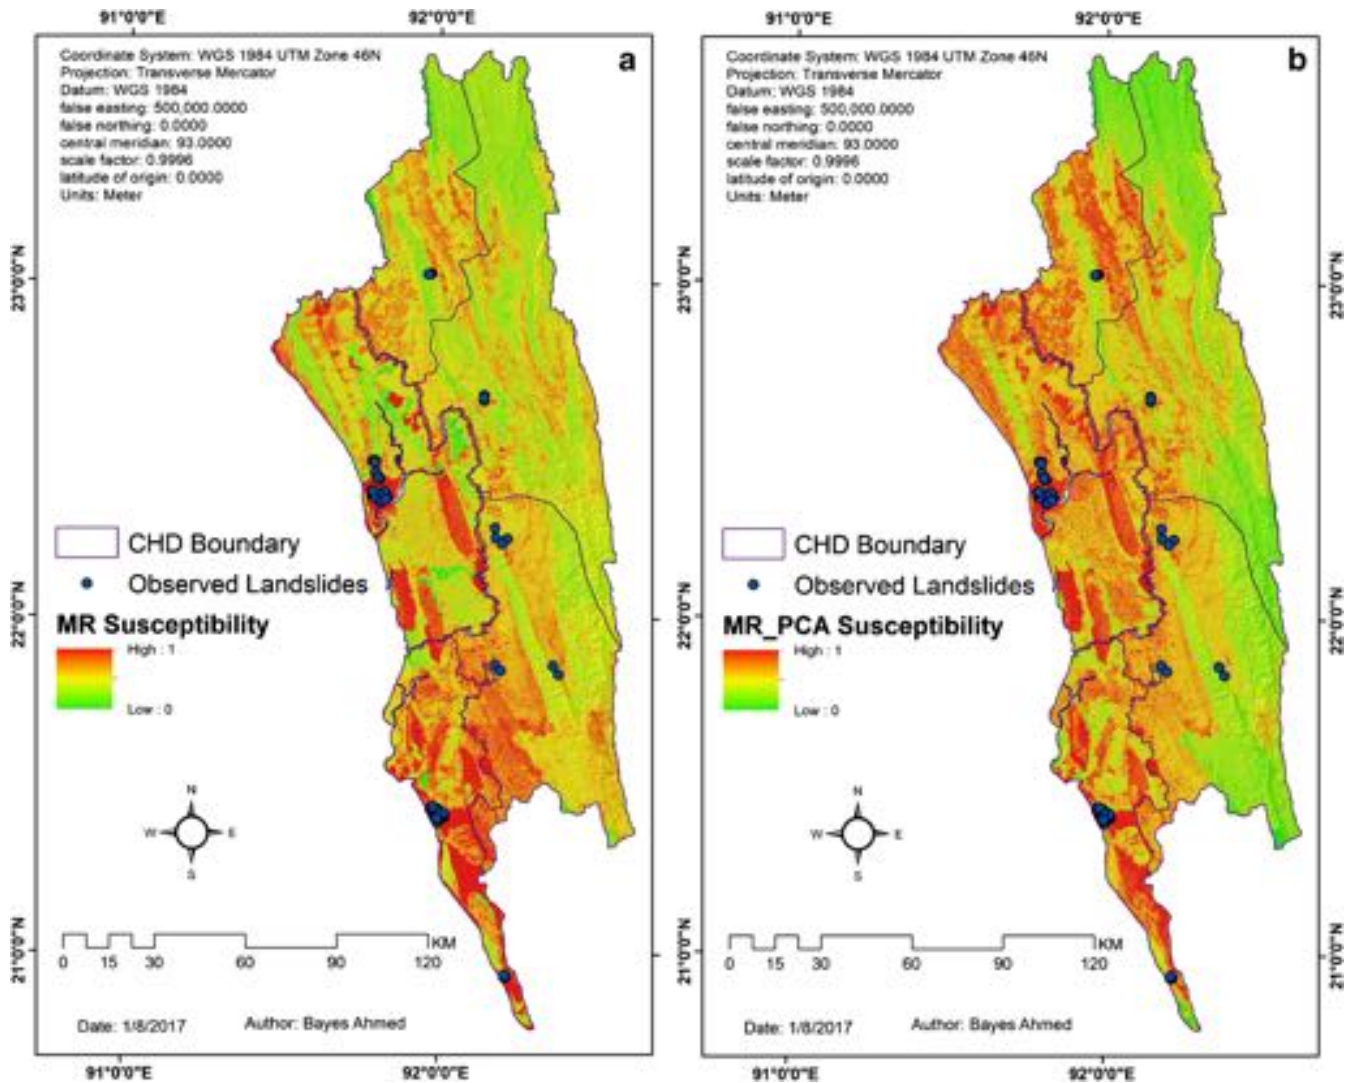 91°0'0"E
92°0'0"E
91°0'0"E
92°0'0"E
Coordinate System: WGS 1984 UTM Zone 46N
Projection: Transverse Mercator
Datum: WGS 1984
false easting: 500,000.0000
false northing: 0.0000
central meridian: 93.0000
scale factor: 0.9996
latitude of origin: 0.0000
Units: Meter
a
23°0'0"N
22°0'0"N
21°0'0"N
CHD Boundary
Observed Landslides
MR Susceptibility
High : 1
Low : 0
N
W
E
S
KM
0 15 30 60 90 120
Date: 1/8/2017
Author: Bayes Ahmed
91°0'0"E
92°0'0"E
Coordinate System: WGS 1984 UTM Zone 46N
Projection: Transverse Mercator
Datum: WGS 1984
false easting: 500,000.0000
false northing: 0.0000
central meridian: 93.0000
scale factor: 0.9996
latitude of origin: 0.0000
Units: Meter
b
CHD Boundary
Observed Landslides
MR_PCA Susceptibility
High : 1
Low : 0
N
W
E
S
KM
0 15 30 60 90 120
Date: 1/8/2017
Author: Bayes Ahmed
23°0'0"N
22°0'0"N
21°0'0"N
91°0'0"E
92°0'0"E